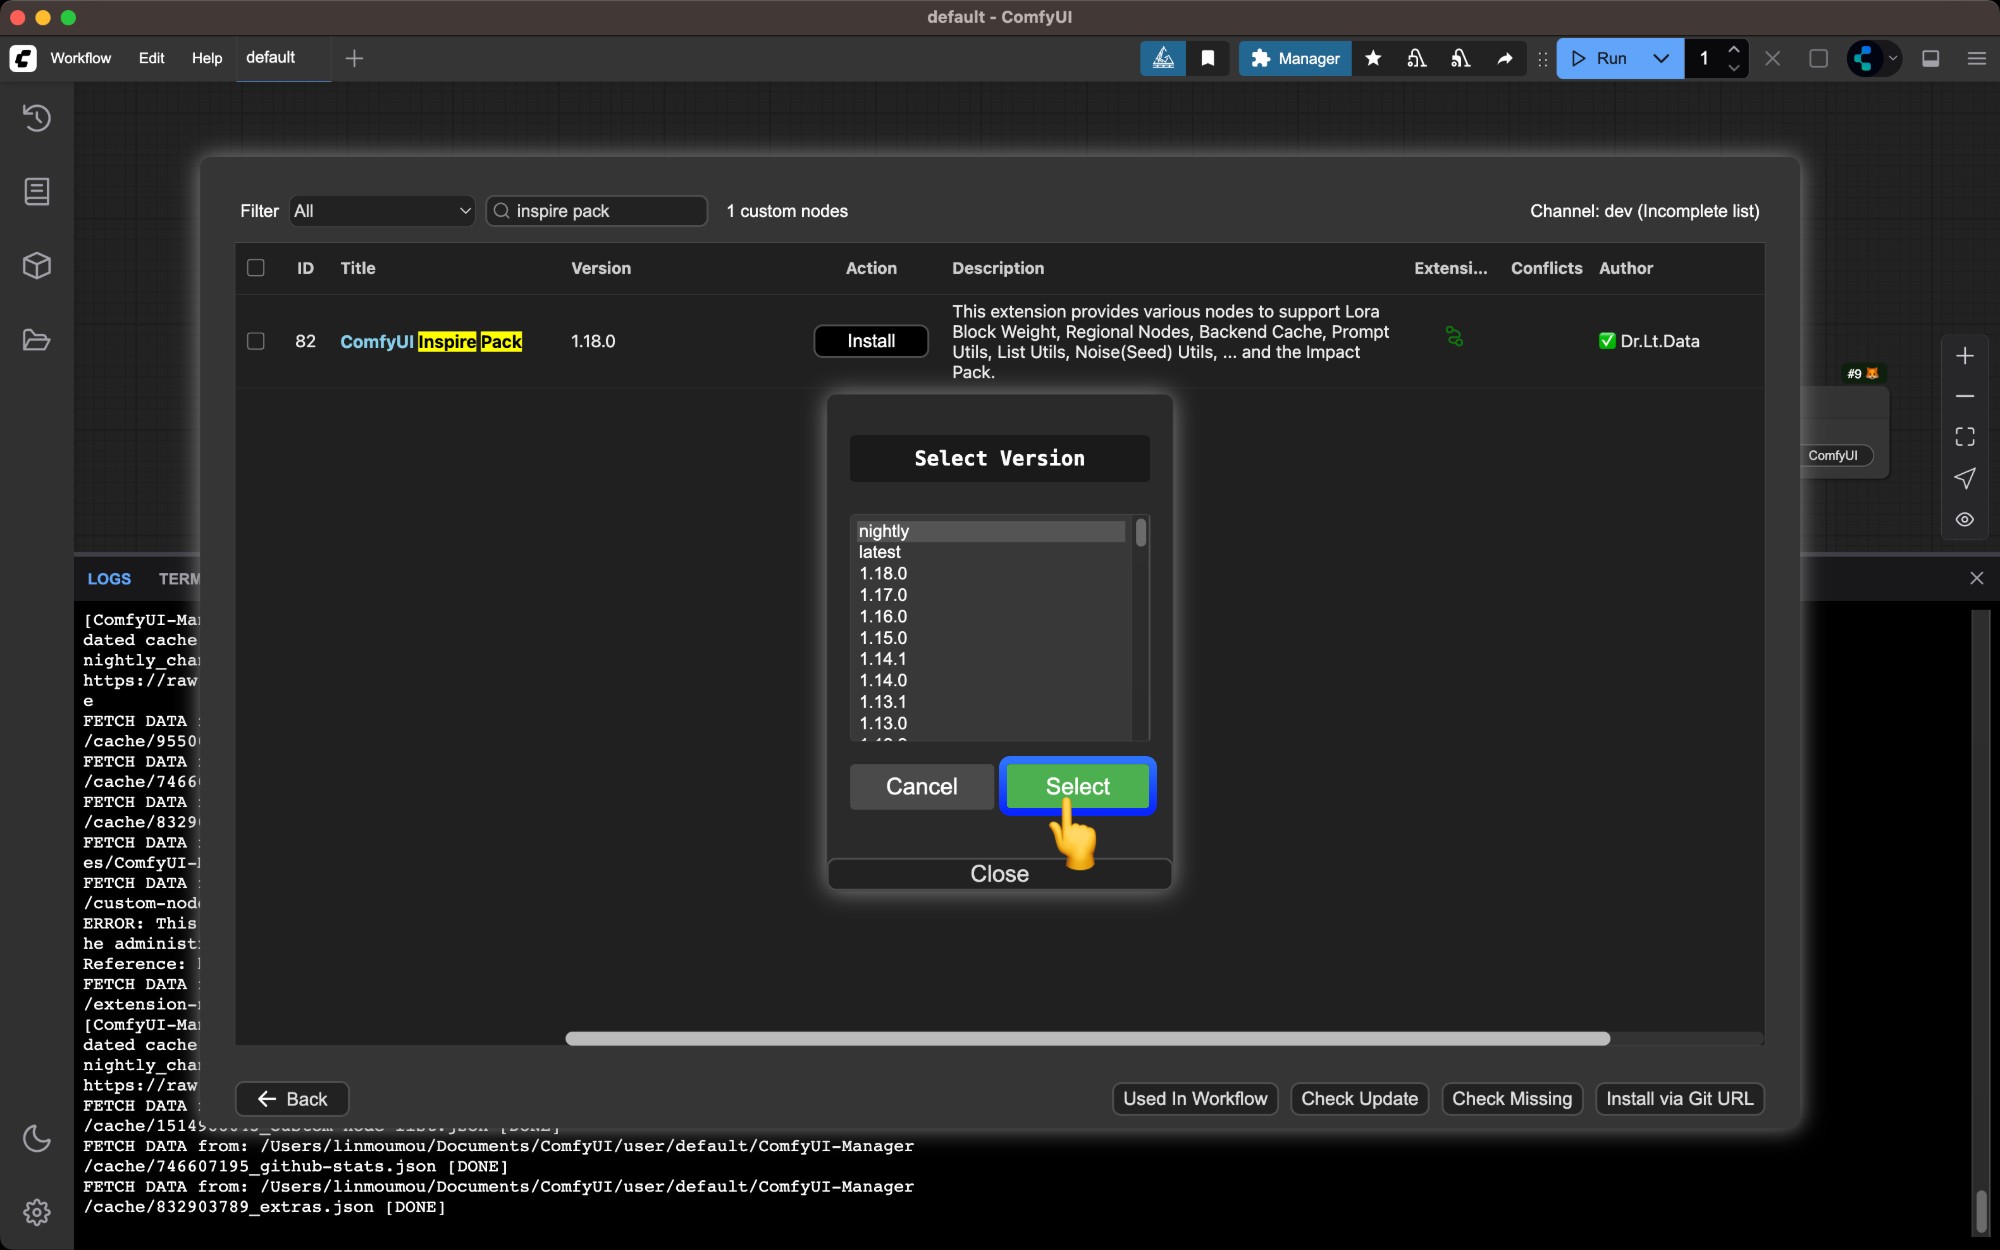 default - ComfyUI
Workflow Edit Help default Manager Run 1
Filter All inspire pack 1 custom nodes Channel: dev (Incomplete list)
ID Title Version Action Description Extensi... Conflicts Author
82 ComfyUI Inspire Pack 1.18.0 Install ✅ Dr.Lt.Data
This extension provides various nodes to support Lora
Block Weight, Regional Nodes, Backend Cache, Prompt
Utils, List Utils, Noise(Seed) Utils, ... and the Impact
Pack.
#9
ComfyUI
Select Version
nightly
latest
1.18.0
1.17.0
1.16.0
1.15.0
1.14.1
1.14.0
1.13.1
1.13.0
Cancel Select
Close
Back Used In Workflow Check Update Check Missing Install via Git URL
LOGS TERM
[ComfyUI-Ma
dated cache
nightly_cha
https://raw
e
FETCH DATA
/cache/9550
FETCH DATA
/cache/7466
FETCH DATA
/cache/8329
FETCH DATA
es/ComfyUI-
FETCH DATA
/custom-nod
ERROR: This
he administ
Reference:
FETCH DATA
/extension-
[ComfyUI-Ma
dated cache
nightly_cha
https://raw
FETCH DATA
/cache/1514
FETCH DATA from: /Users/linmoumou/Documents/ComfyUI/user/default/ComfyUI-Manager
/cache/746607195_github-stats.json [DONE]
FETCH DATA from: /Users/linmoumou/Documents/ComfyUI/user/default/ComfyUI-Manager
/cache/832903789_extras.json [DONE]